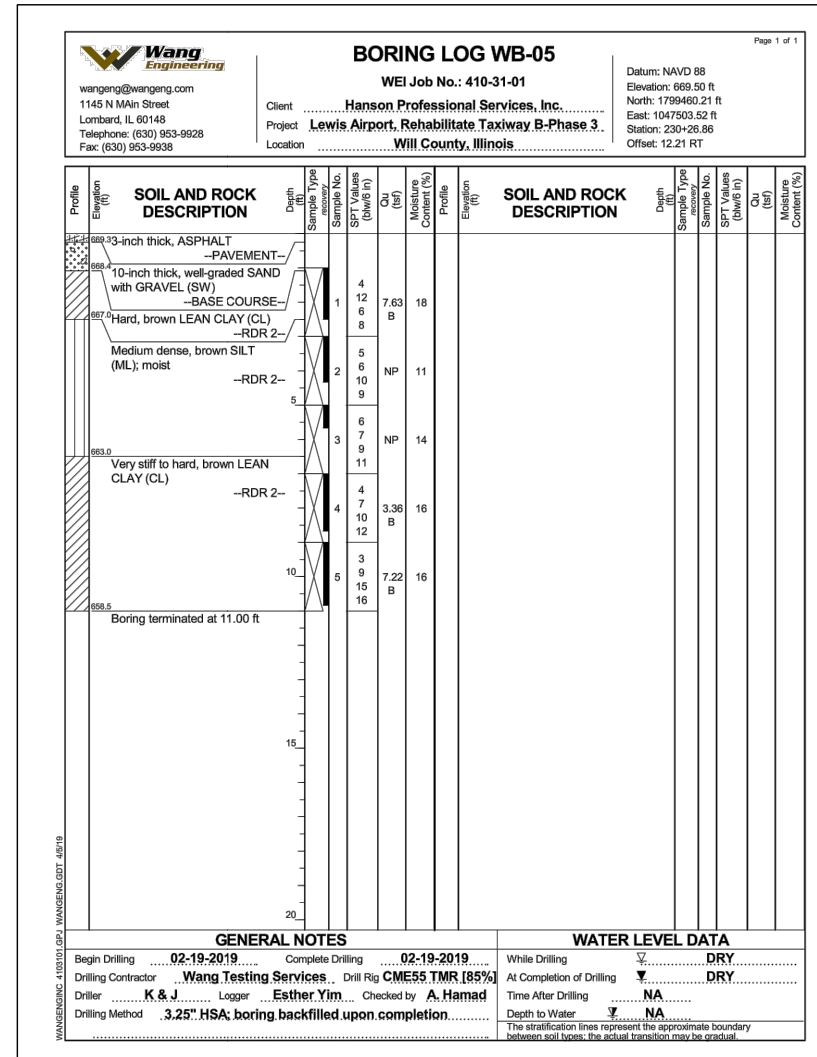 Page 1 of 1
Wang
Engineering
wangeng@wangeng.com
1145 N MAin Street
Lombard, IL 60148
Telephone: (630) 953-9928
Fax: (630) 953-9938
BORING LOG WB-05
WEI Job No.: 410-31-01
Client Hanson Professional Services, Inc.
Project Lewis Airport, Rehabilitate Taxiway B-Phase 3
Location Will County, Illinois
Datum: NAVD 88
Elevation: 669.50 ft
North: 1799460.21 ft
East: 1047503.52 ft
Station: 230+26.86
Offset: 12.21 RT
Profile
Elevation (ft)
SOIL AND ROCK
DESCRIPTION
Depth (ft)
Sample Type
recovery
Sample No.
SPT Values (blw/6 in)
Qu (tsf)
Moisture Content (%)
Profile
Elevation (ft)
SOIL AND ROCK
DESCRIPTION
Depth (ft)
Sample Type
recovery
Sample No.
SPT Values (blw/6 in)
Qu (tsf)
Moisture Content (%)
669.3 3-inch thick, ASPHALT
--PAVEMENT--
668.4
10-inch thick, well-graded SAND
with GRAVEL (SW)
--BASE COURSE--
667.0 Hard, brown LEAN CLAY (CL)
--RDR 2--
1
4
12
6
8
7.63
B
18
Medium dense, brown SILT
(ML); moist
--RDR 2--
2
5
6
10
9
NP
11
5
3
6
7
9
11
NP
14
663.0
Very stiff to hard, brown LEAN
CLAY (CL)
--RDR 2--
4
4
7
10
12
3.36
B
16
10
5
3
9
15
16
7.22
B
16
658.5
Boring terminated at 11.00 ft
15
20
WANGENGINC 4103101.GPJ WANGENG.GDT 4/5/19
GENERAL NOTES
Begin Drilling 02-19-2019 Complete Drilling 02-19-2019
Drilling Contractor Wang Testing Services Drill Rig CME55 TMR [85%]
Driller K & J Logger Esther Yim Checked by A. Hamad
Drilling Method 3.25" HSA; boring backfilled upon completion
WATER LEVEL DATA
While Drilling DRY
At Completion of Drilling DRY
Time After Drilling NA
Depth to Water NA
The stratification lines represent the approximate boundary
between soil types; the actual transition may be gradual.